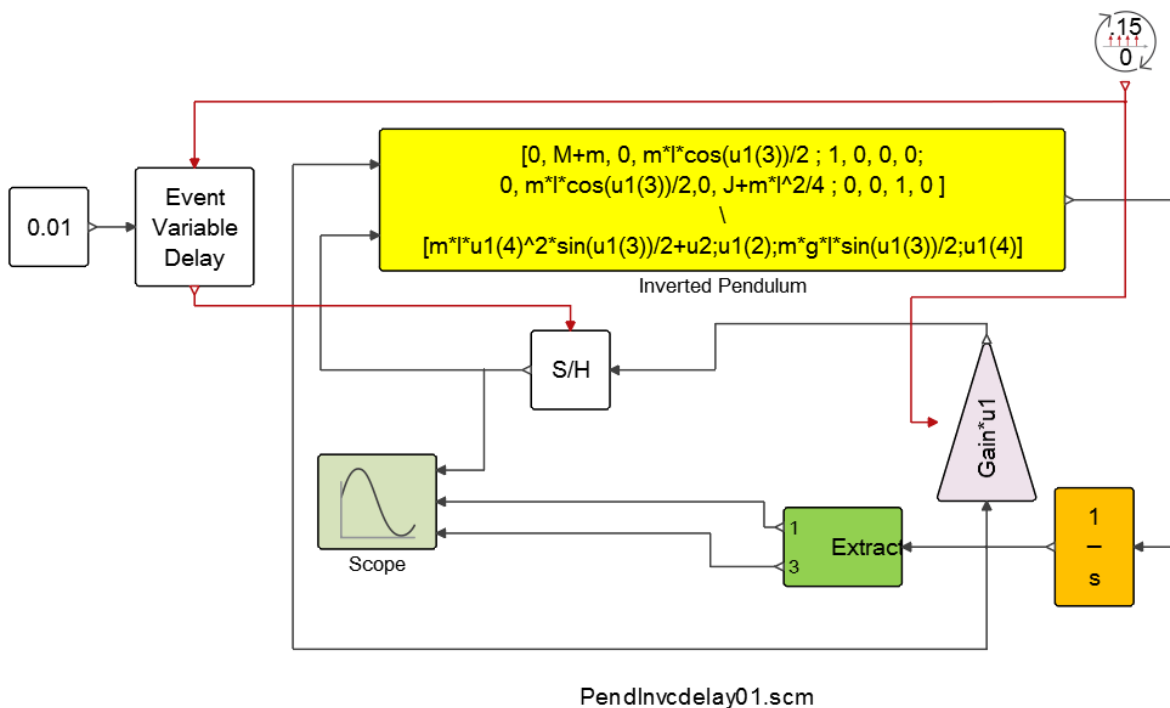 .15
0
[0, M+m, 0, m*l*cos(u1(3))/2 ; 1, 0, 0, 0;
0, m*l*cos(u1(3))/2,0, J+m*l^2/4 ; 0, 0, 1, 0 ]
\
[m*l*u1(4)^2*sin(u1(3))/2+u2;u1(2);m*g*l*sin(u1(3))/2;u1(4)]
Inverted Pendulum
0.01
Event
Variable
Delay
S/H
Gain*u1
Scope
1
Extract
3
1
s
PendInvcdelay01.scm